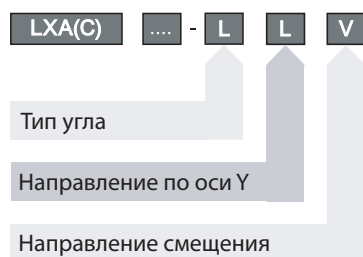 LXA(C) .... - L L V
Тип угла
Направление по оси Y
Направление смещения